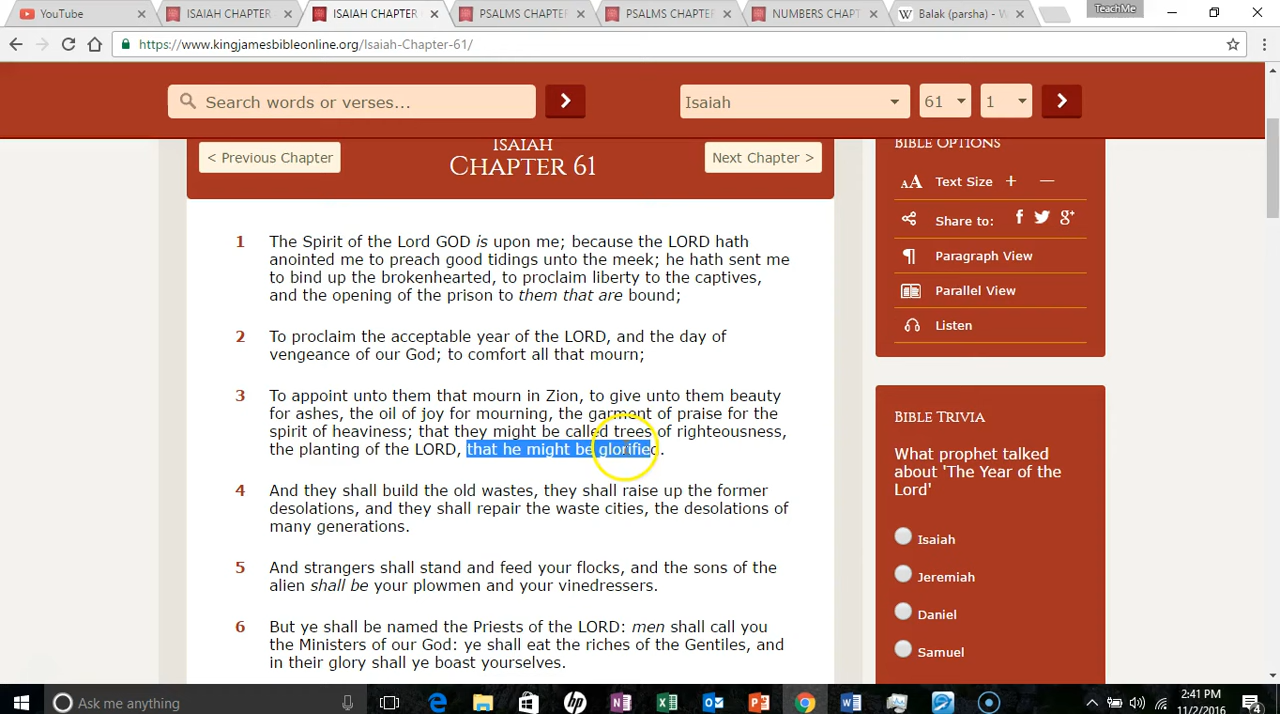 YouTube
ISAIAH CHAPTER
ISAIAH CHAPTER
PSALMS CHAPTE
PSALMS CHAPTER
NUMBERS CHAPT
W Balak (parsha) - W
TeachMe
https://www.kingjamesbibleonline.org/Isaiah-Chapter-61/
Search words or verses...
Isaiah
61
1
< Previous Chapter
ISAIAH
CHAPTER 61
Next Chapter >
1 The Spirit of the Lord GOD is upon me; because the LORD hath
anointed me to preach good tidings unto the meek; he hath sent me
to bind up the brokenhearted, to proclaim liberty to the captives,
and the opening of the prison to them that are bound;
2 To proclaim the acceptable year of the LORD, and the day of
vengeance of our God; to comfort all that mourn;
3 To appoint unto them that mourn in Zion, to give unto them beauty
for ashes, the oil of joy for mourning, the garment of praise for the
spirit of heaviness; that they might be called trees of righteousness,
the planting of the LORD, that he might be glorified.
4 And they shall build the old wastes, they shall raise up the former
desolations, and they shall repair the waste cities, the desolations of
many generations.
5 And strangers shall stand and feed your flocks, and the sons of the
alien shall be your plowmen and your vinedressers.
6 But ye shall be named the Priests of the LORD: men shall call you
the Ministers of our God: ye shall eat the riches of the Gentiles, and
in their glory shall ye boast yourselves.
BIBLE OPTIONS
AA Text Size + —
Share to: f g+
¶ Paragraph View
Parallel View
Listen
BIBLE TRIVIA
What prophet talked
about 'The Year of the
Lord'
Isaiah
Jeremiah
Daniel
Samuel
Ask me anything
2:41 PM
11/2/2016
4